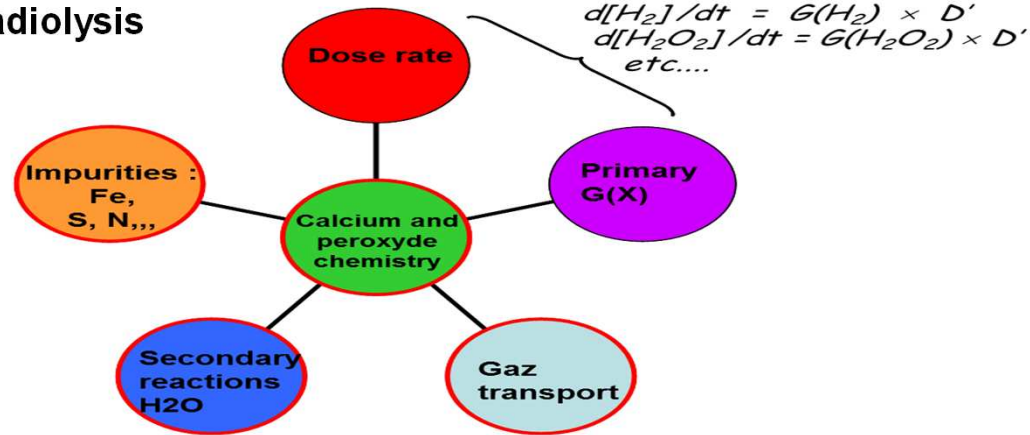 adiolysis
d[H₂]/dt = G(H₂) × D'
d[H₂O₂]/dt = G(H₂O₂) × D'
etc....
Dose rate
Impurities :
Fe,
S, N,,,
Primary
G(X)
Calcium and
peroxyde
chemistry
Secondary
reactions
H2O
Gaz
transport